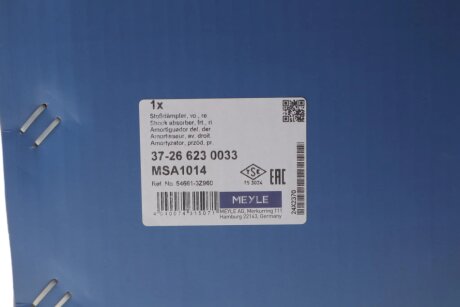 1x
Stoßdämpfer, vo., re
Shock absorber, frt., ri
Amortiguador del. der
Amortisseur, av. droit
Amortyzator, przód, pr.
37-26 623 0033
MSA1014
Ref. No. 54661-3Z960
TSK
EAC
MEYLE
MEYLE AG, Merkurring 111
Hamburg 22143, Germany